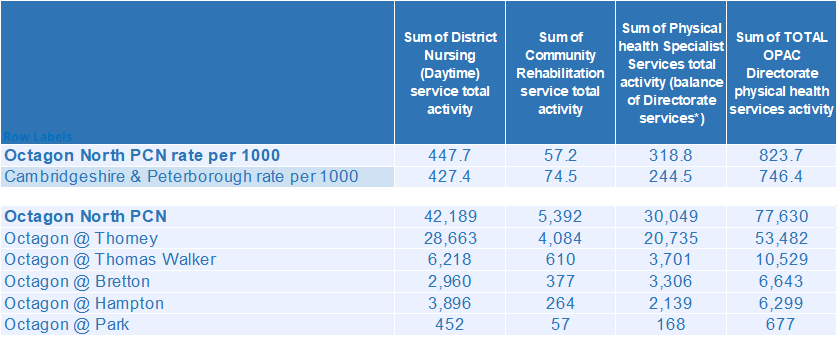 Sum of District Nursing (Daytime) service total activity
Sum of Community Rehabilitation service total activity
Sum of Physical health Specialist Services total activity (balance of Directorate services*)
Sum of TOTAL OPAC Directorate physical health services activity
Row Labels
Octagon North PCN rate per 1000 447.7 57.2 318.8 823.7
Cambridgeshire & Peterborough rate per 1000 427.4 74.5 244.5 746.4
Octagon North PCN 42,189 5,392 30,049 77,630
Octagon @ Thorney 28,663 4,084 20,735 53,482
Octagon @ Thomas Walker 6,218 610 3,701 10,529
Octagon @ Bretton 2,960 377 3,306 6,643
Octagon @ Hampton 3,896 264 2,139 6,299
Octagon @ Park 452 57 168 677